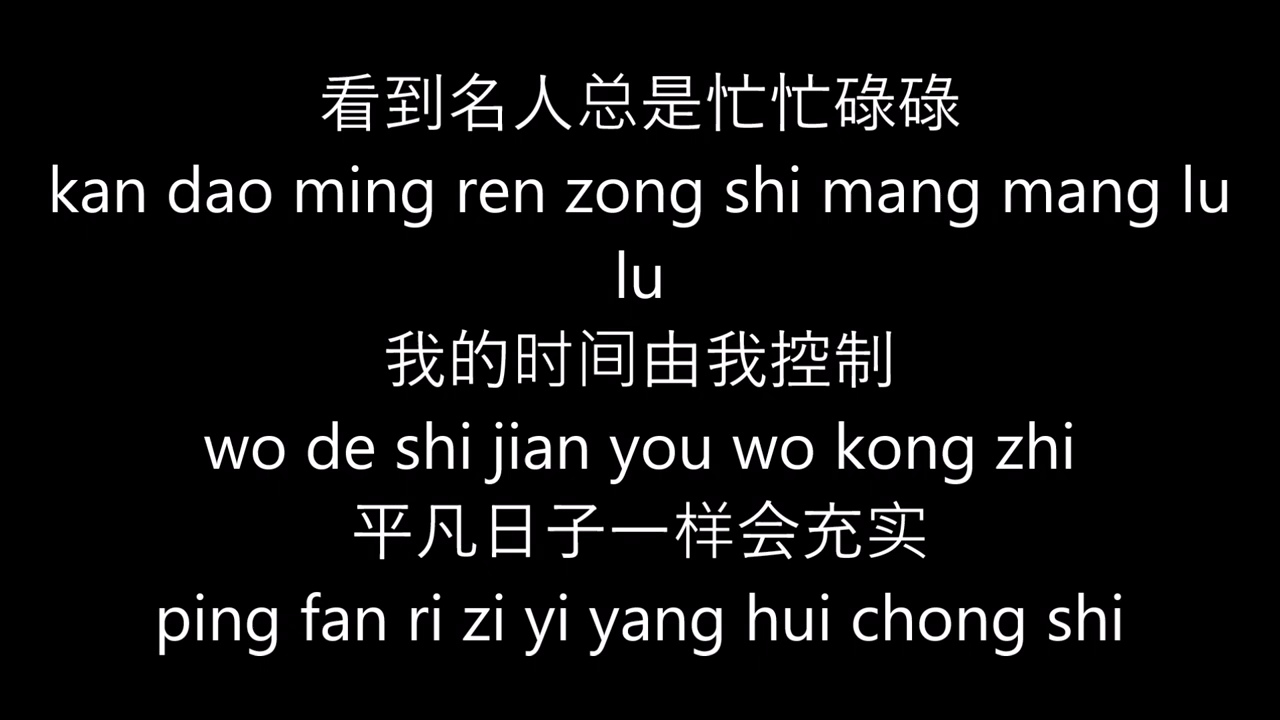 看到名人总是忙忙碌碌
kan dao ming ren zong shi mang mang lu
lu
我的时间由我控制
wo de shi jian you wo kong zhi
平凡日子一样会充实
ping fan ri zi yi yang hui chong shi